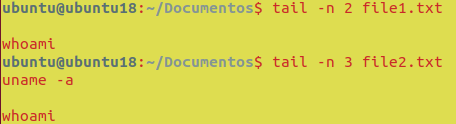 ubuntu@ubuntu18:~/Documentos$ tail -n 2 file1.txt
whoami
ubuntu@ubuntu18:~/Documentos$ tail -n 3 file2.txt
uname -a
whoami